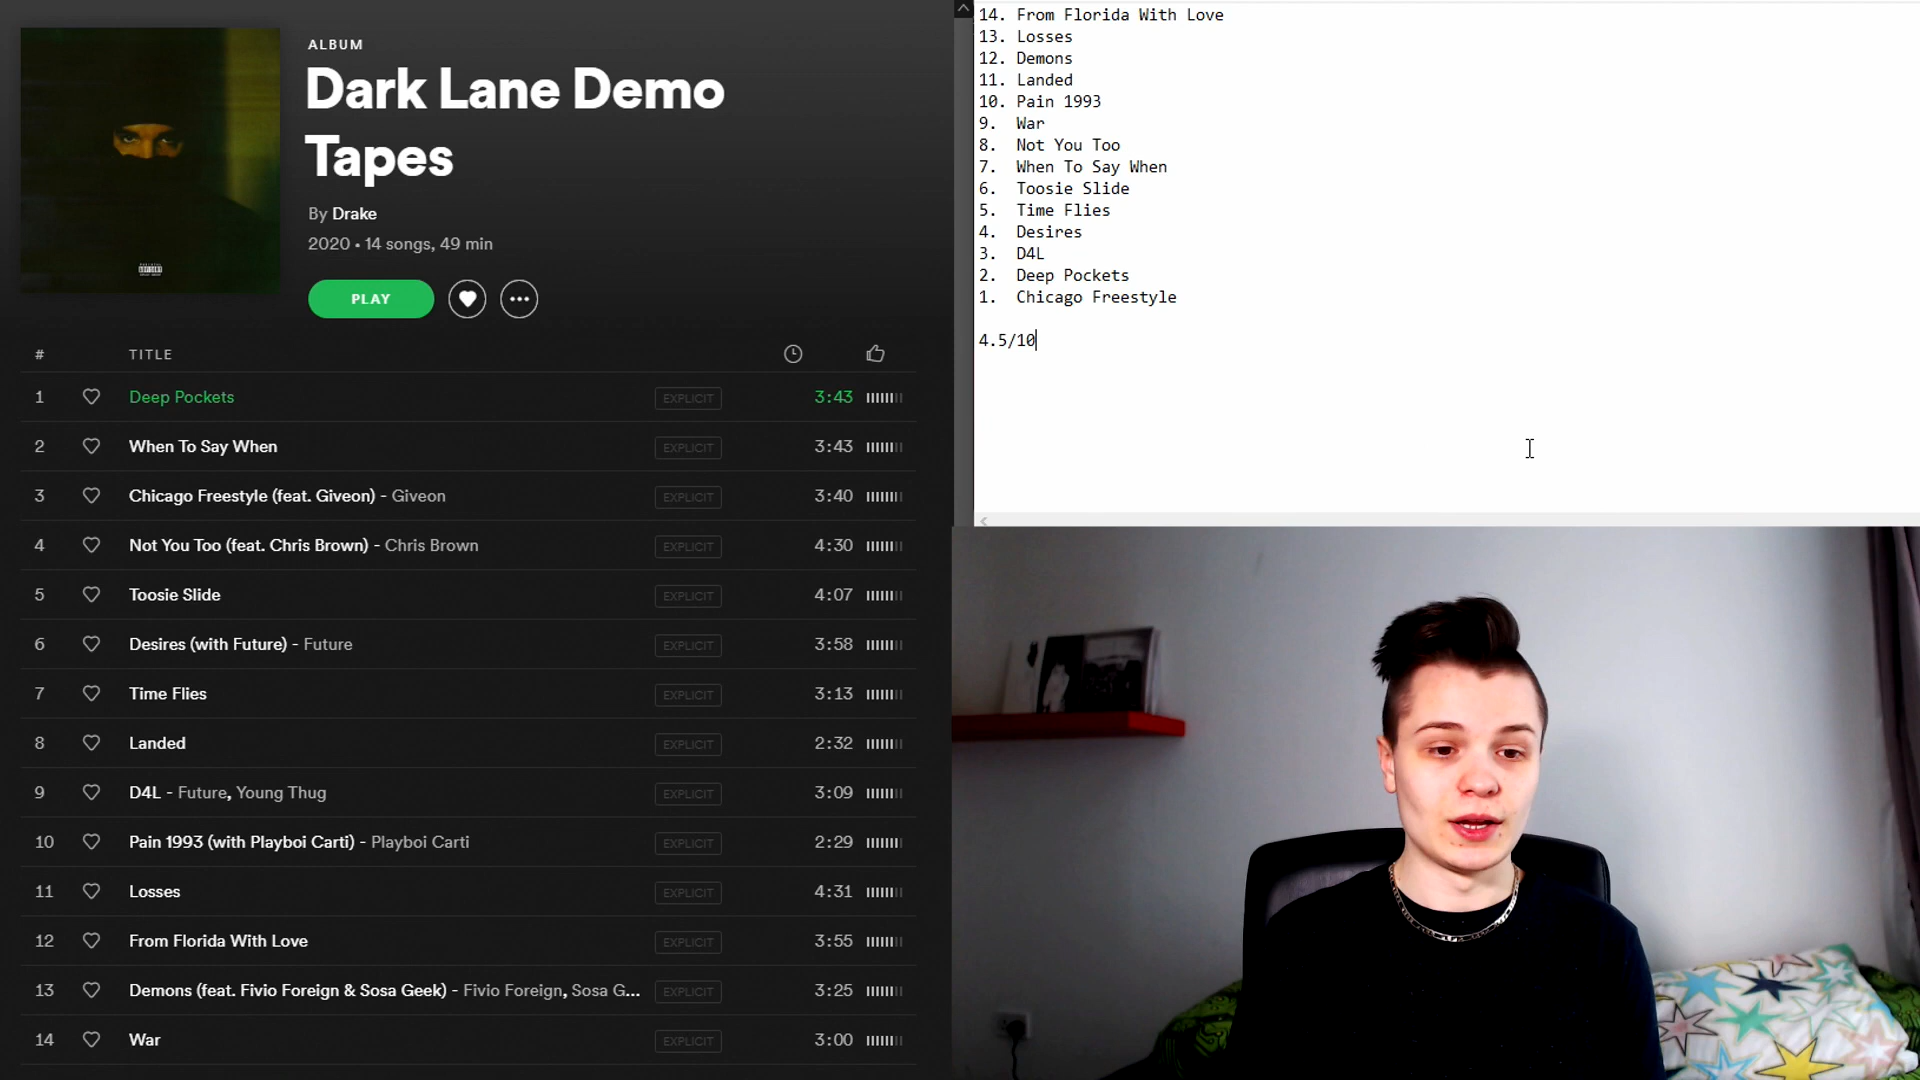 ALBUM
Dark Lane Demo
Tapes
By Drake
2020 • 14 songs, 49 min
PLAY
# TITLE
1 Deep Pockets EXPLICIT 3:43
2 When To Say When EXPLICIT 3:43
3 Chicago Freestyle (feat. Giveon) - Giveon EXPLICIT 3:40
4 Not You Too (feat. Chris Brown) - Chris Brown EXPLICIT 4:30
5 Toosie Slide EXPLICIT 4:07
6 Desires (with Future) - Future EXPLICIT 3:58
7 Time Flies EXPLICIT 3:13
8 Landed EXPLICIT 2:32
9 D4L - Future, Young Thug EXPLICIT 3:09
10 Pain 1993 (with Playboi Carti) - Playboi Carti EXPLICIT 2:29
11 Losses EXPLICIT 4:31
12 From Florida With Love EXPLICIT 3:55
13 Demons (feat. Fivio Foreign & Sosa Geek) - Fivio Foreign, Sosa G... EXPLICIT 3:25
14 War EXPLICIT 3:00
14. From Florida With Love
13. Losses
12. Demons
11. Landed
10. Pain 1993
9. War
8. Not You Too
7. When To Say When
6. Toosie Slide
5. Time Flies
4. Desires
3. D4L
2. Deep Pockets
1. Chicago Freestyle
4.5/10